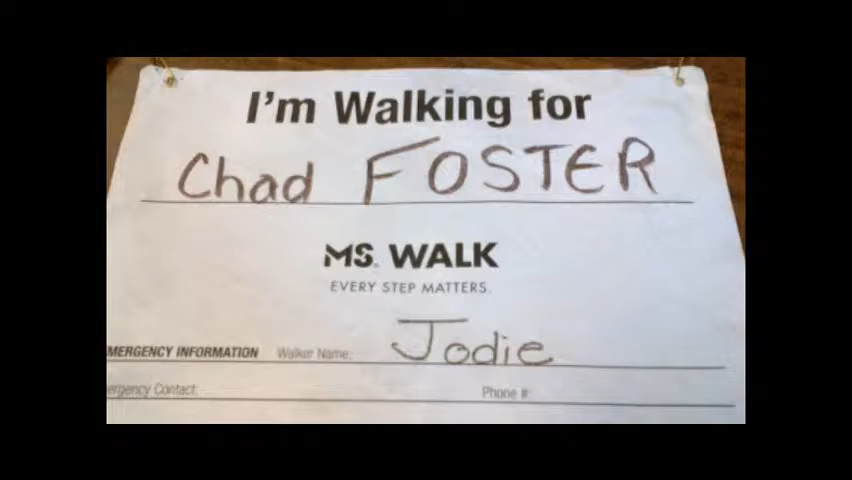 I'm Walking for
Chad FOSTER
MS WALK
EVERY STEP MATTERS.
MERGENCY INFORMATION Walker Name: Jodie
ergency Contact: Phone #: